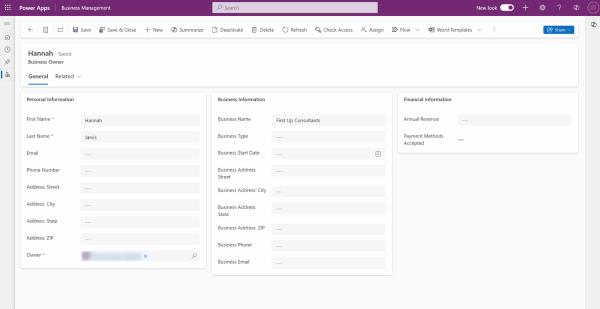 Power Apps Business Management
Search
New look
Save Save & Close New Summarize Deactivate Delete Refresh Check Access Assign Flow Word Templates Share
Hannah - Saved
Business Owner
General Related
Personal Information
First Name * Hannah
Last Name * Jarvis
Email ---
Phone Number ---
Address: Street ---
Address: City ---
Address: State ---
Address: ZIP ---
Owner *
Business Information
Business Name First Up Consultants
Business Type ---
Business Start Date ---
Business Address:
Street ---
Business Address: City ---
Business Address:
State ---
Business Address: ZIP ---
Business Phone ---
Business Email ---
Financial Information
Annual Revenue ---
Payment Methods
Accepted ---